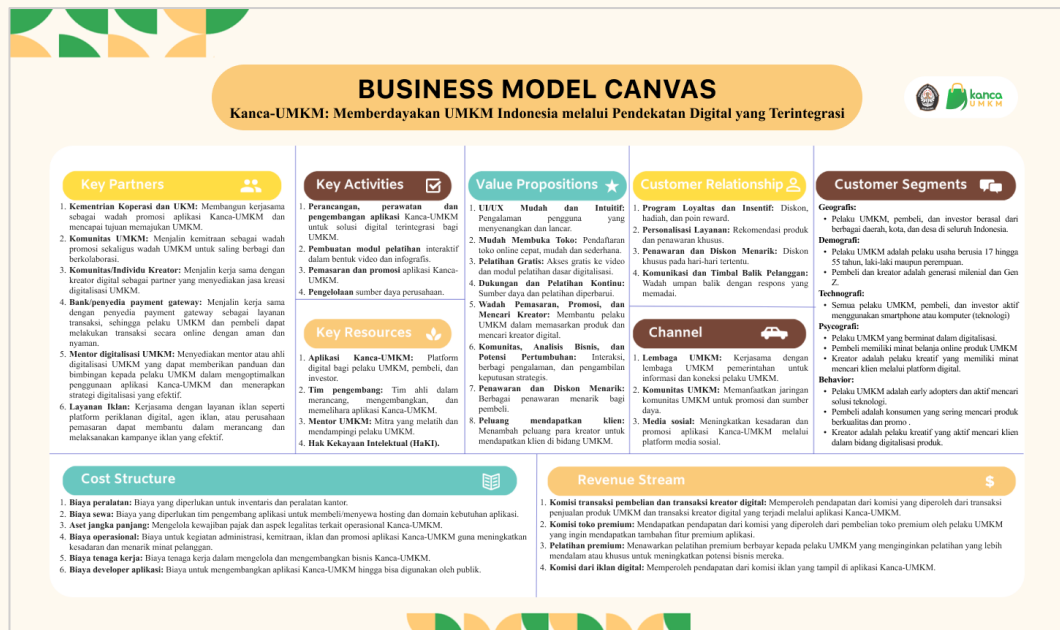 BUSINESS MODEL CANVAS
Kanca-UMKM: Memberdayakan UMKM Indonesia melalui Pendekatan Digital yang Terintegrasi
kanca
UMKM
Key Partners
1. Kementrian Koperasi dan UKM: Membangun kerjasama
sebagai wadah promosi aplikasi Kanca-UMKM dan
mencapai tujuan memajukan UMKM.
2. Komunitas UMKM: Menjalin kemitraan sebagai wadah
promosi sekaligus wadah UMKM untuk saling berbagi dan
berkolaborasi.
3. Komunitas/Individu Kreator: Menjalin kerja sama dengan
kreator digital sebagai partner yang menyediakan jasa kreasi
digitalisasi UMKM.
4. Bank/penyedia payment gateway: Menjalin kerja sama
dengan penyedia payment gateway sebagai layanan
transaksi, sehingga pelaku UMKM dan pembeli dapat
melakukan transaksi secara online dengan aman dan
nyaman.
5. Mentor digitalisasi UMKM: Menyediakan mentor atau ahli
digitalisasi UMKM yang dapat memberikan panduan dan
bimbingan kepada pelaku UMKM dalam mengoptimalkan
penggunaan aplikasi Kanca-UMKM dan menerapkan
strategi digitalisasi yang efektif.
6. Layanan Iklan: Kerjasama dengan layanan iklan seperti
platform periklanan digital, agen iklan, atau perusahaan
pemasaran dapat membantu dalam merancang dan
melaksanakan kampanye iklan yang efektif.
Key Activities
1. Perancangan, perawatan dan
pengembangan aplikasi Kanca-UMKM
untuk solusi digital terintegrasi bagi
UMKM.
2. Pembuatan modul pelatihan interaktif
dalam bentuk video dan infografis.
3. Pemasaran dan promosi aplikasi Kanca-
UMKM.
4. Pengelolaan sumber daya perusahaan.
Key Resources
1. Aplikasi Kanca-UMKM: Platform
digital bagi pelaku UMKM, pembeli, dan
investor.
2. Tim pengembang: Tim ahli dalam
merancang, mengembangkan, dan
memelihara aplikasi Kanca-UMKM.
3. Mentor UMKM: Mitra yang melatih dan
mendampingi pelaku UMKM.
4. Hak Kekayaan Intelektual (HaKI).
Value Propositions
1. UI/UX Mudah dan Intuitif:
Pengalaman pengguna yang
menyenangkan dan lancar.
2. Mudah Membuka Toko: Pendaftaran
toko online cepat, mudah dan sederhana.
3. Pelatihan Gratis: Akses gratis ke video
dan modul pelatihan dasar digitalisasi.
4. Dukungan dan Pelatihan Kontinu:
Sumber daya dan pelatihan diperbarui.
5. Wadah Pemasaran, Promosi, dan
Mencari Kreator: Membantu pelaku
UMKM dalam memasarkan produk dan
mencari kreator digital.
6. Komunitas, Analisis Bisnis, dan
Potensi Pertumbuhan: Interaksi,
berbagi pengalaman, dan pengambilan
keputusan strategis.
7. Penawaran dan Diskon Menarik:
Berbagai penawaran menarik bagi
pembeli.
8. Peluang mendapatkan klien:
Menambah peluang para kreator untuk
mendapatkan klien di bidang UMKM.
Customer Relationship
1. Program Loyaltas dan Insentif: Diskon,
hadiah, dan poin reward.
2. Personalisasi Layanan: Rekomendasi produk
dan penawaran khusus.
3. Penawaran dan Diskon Menarik: Diskon
khusus pada hari-hari tertentu.
4. Komunikasi dan Timbal Balik Pelanggan:
Wadah umpan balik dengan respons yang
memadai.
Channel
1. Lembaga UMKM: Kerjasama dengan
lembaga UMKM pemerintahan untuk
informasi dan koneksi pelaku UMKM.
2. Komunitas UMKM: Memanfaatkan jaringan
komunitas UMKM untuk promosi dan sumber
daya.
3. Media sosial: Meningkatkan kesadaran dan
promosi aplikasi Kanca-UMKM melalui
platform media sosial.
Customer Segments
Geografis:
• Pelaku UMKM, pembeli, dan investor berasal dari
berbagai daerah, kota, dan desa di seluruh Indonesia.
Demografi:
• Pelaku UMKM adalah pelaku usaha berusia 17 hingga
55 tahun, laki-laki maupun perempuan.
• Pembeli dan kreator adalah generasi milenial dan Gen
Z.
Technografi:
• Semua pelaku UMKM, pembeli, dan investor aktif
menggunakan smartphone atau komputer (teknologi)
Psycografi:
• Pelaku UMKM yang berminat dalam digitalisasi.
• Pembeli memiliki minat belanja online produk UMKM
• Kreator adalah pelaku kreatif yang memiliki minat
mencari klien melalui platform digital.
Behavior:
• Pelaku UMKM adalah early adopters dan aktif mencari
solusi teknologi.
• Pembeli adalah konsumen yang sering mencari produk
berkualitas dan promo .
• Kreator adalah pelaku kreatif yang aktif mencari klien
dalam bidang digitalisasi produk.
Cost Structure
1. Biaya peralatan: Biaya yang diperlukan untuk inventaris dan peralatan kantor.
2. Biaya sewa: Biaya yang diperlukan tim pengembang aplikasi untuk membeli/menyewa hosting dan domain kebutuhan aplikasi.
3. Aset jangka panjang: Mengelola kewajiban pajak dan aspek legalitas terkait operasional Kanca-UMKM.
4. Biaya operasional: Biaya untuk kegiatan administrasi, kemitraan, iklan dan promosi aplikasi Kanca-UMKM guna meningkatkan
kesadaran dan menarik minat pelanggan.
5. Biaya tenaga kerja: Biaya tenaga kerja dalam mengelola dan mengembangkan bisnis Kanca-UMKM.
6. Biaya developer aplikasi: Biaya untuk mengembangkan aplikasi Kanca-UMKM hingga bisa digunakan oleh publik.
Revenue Stream
$
1. Komisi transaksi pembelian dan transaksi kreator digital: Memperoleh pendapatan dari komisi yang diperoleh dari transaksi
penjualan produk UMKM dan transaksi kreator digital yang terjadi melalui aplikasi Kanca-UMKM.
2. Komisi toko premium: Mendapatkan pendapatan dari komisi yang diperoleh dari pembelian toko premium oleh pelaku UMKM
yang ingin mendapatkan tambahan fitur premium aplikasi.
3. Pelatihan premium: Menawarkan pelatihan premium berbayar kepada pelaku UMKM yang menginginkan pelatihan yang lebih
mendalam atau khusus untuk meningkatkan potensi bisnis mereka.
4. Komisi dari iklan digital: Memperoleh pendapatan dari komisi iklan yang tampil di aplikasi Kanca-UMKM.